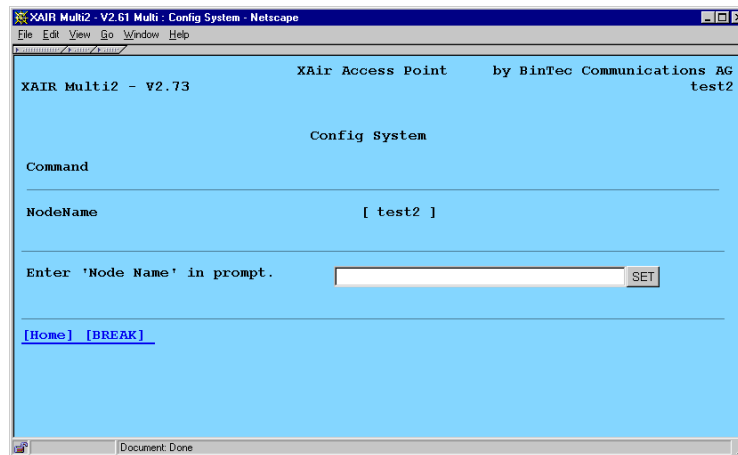 XAIR Multi2 - V2.61 Multi : Config System - Netscape
File Edit View Go Window Help
XAir Access Point by BinTec Communications AG
XAIR Multi2 - V2.73 test2
Config System
Command
NodeName [ test2 ]
Enter 'Node Name' in prompt. SET
[Home] [BREAK]
Document: Done